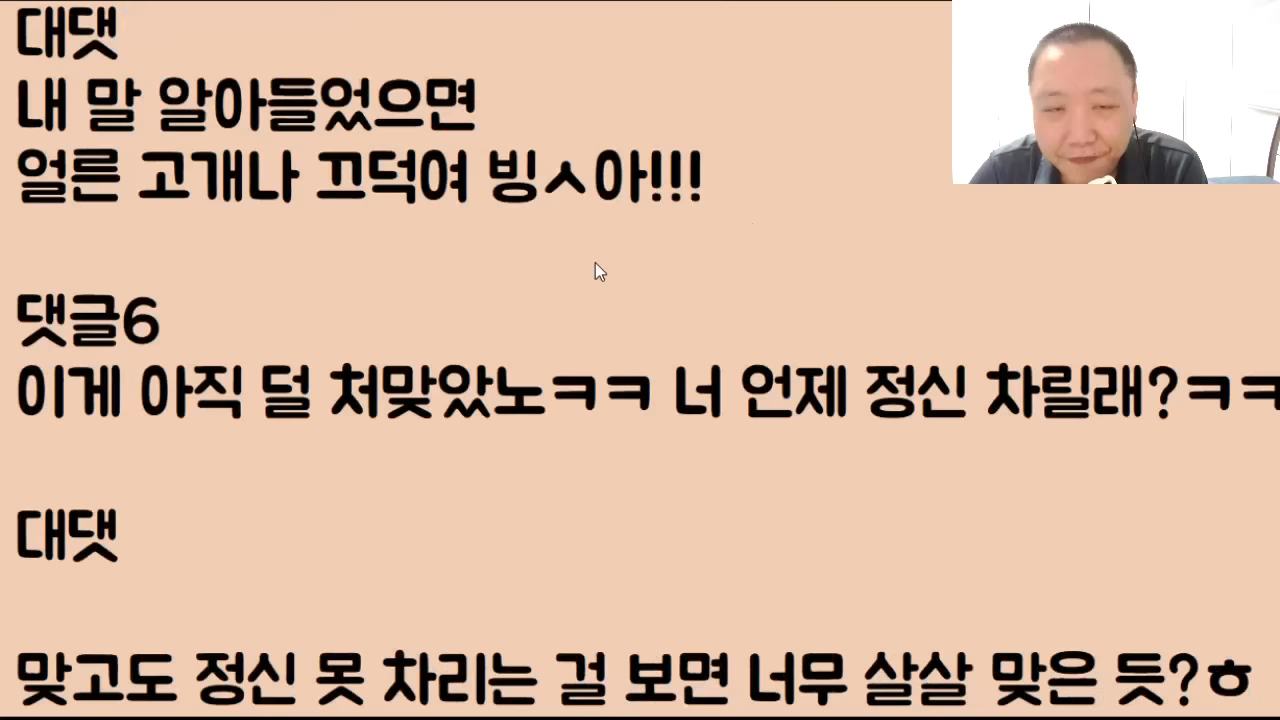 대댓
내 말 알아들었으면
얼른 고개나 끄덕여 빙ㅅ아!!!
댓글6
이게 아직 덜 처맞았노ㅋㅋ 너 언제 정신 차릴래?ㅋㅋ
대댓
맞고도 정신 못 차리는 걸 보면 너무 살살 맞은 듯?ㅎ